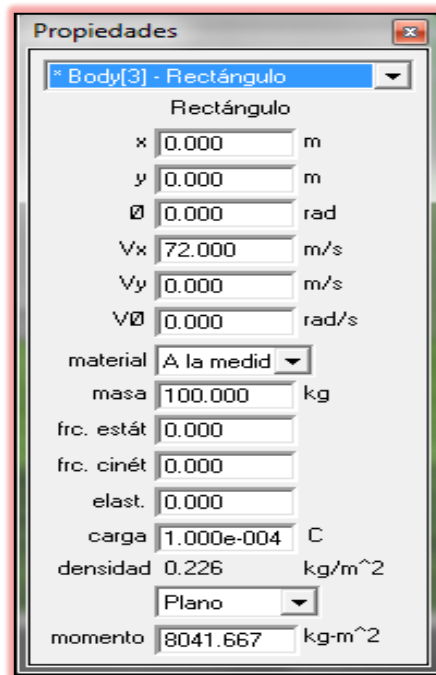 Propiedades
* Body[3] - Rectángulo
Rectángulo
x 0.000 m
y 0.000 m
Ø 0.000 rad
Vx 72.000 m/s
Vy 0.000 m/s
VØ 0.000 rad/s
material A la medid
masa 100.000 kg
frc. estát 0.000
frc. cinét 0.000
elast. 0.000
carga 1.000e-004 C
densidad 0.226 kg/m^2
Plano
momento 8041.667 kg-m^2